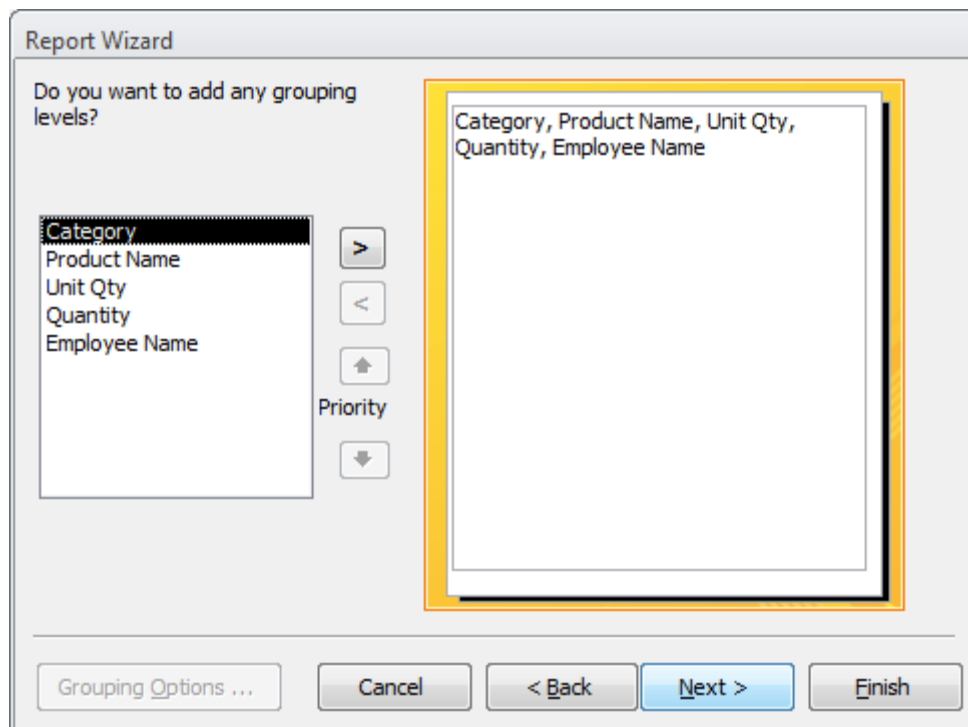 Report Wizard
Do you want to add any grouping
levels?
Category
Product Name
Unit Qty
Quantity
Employee Name
>
<
Priority
Category, Product Name, Unit Qty,
Quantity, Employee Name
Grouping Options ...
Cancel
< Back
Next >
Finish